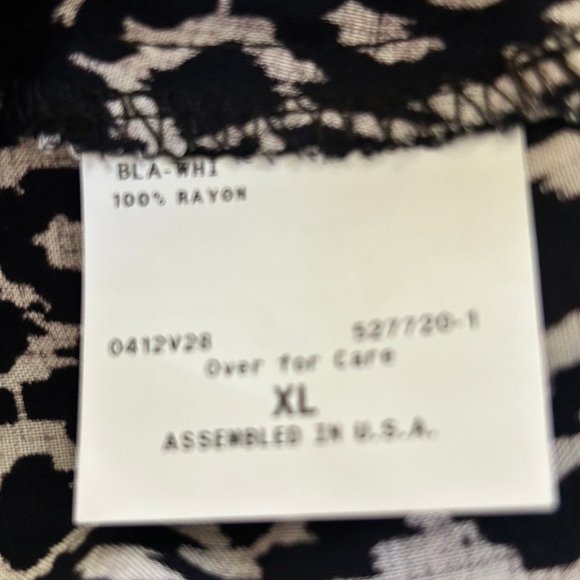 BLA-WHI
100% RAYON
0412V28 527720-1
Over for Care
XL
ASSEMBLED IN U.S.A.